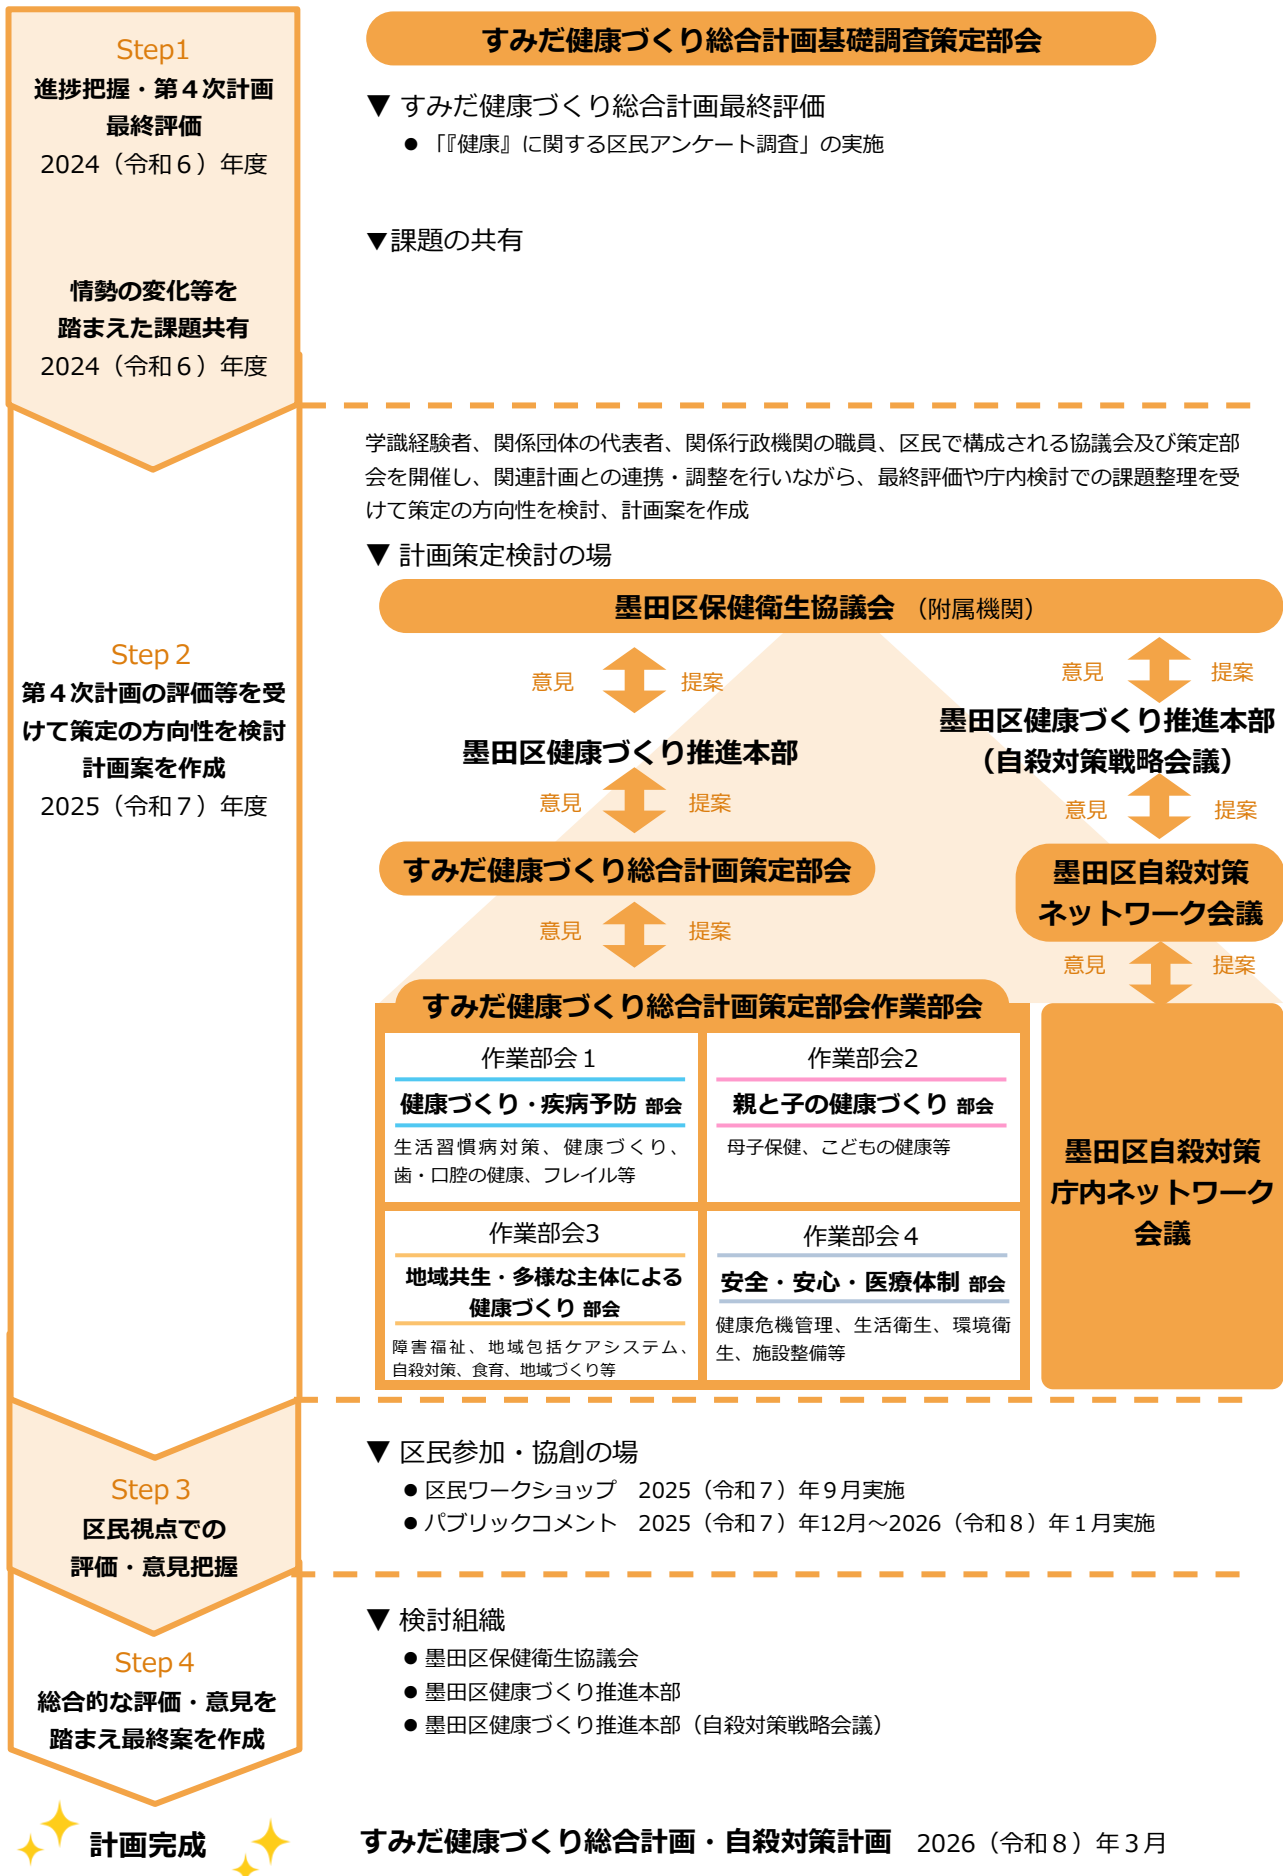 Step1
進捗把握・第４次計画
最終評価
2024（令和６）年度
情勢の変化等を
踏まえた課題共有
2024（令和６）年度
すみだ健康づくり総合計画基礎調査策定部会
▼ すみだ健康づくり総合計画最終評価
● 「『健康』に関する区民アンケート調査」の実施
▼課題の共有
Step２
第４次計画の評価等を受
けて策定の方向性を検討
計画案を作成
2025（令和７）年度
学識経験者、関係団体の代表者、関係行政機関の職員、区民で構成される協議会及び策定部
会を開催し、関連計画との連携・調整を行いながら、最終評価や庁内検討での課題整理を受
けて策定の方向性を検討、計画案を作成
▼ 計画策定検討の場
墨田区保健衛生協議会 （附属機関）
意見 提案
墨田区健康づくり推進本部
意見 提案
すみだ健康づくり総合計画策定部会
意見 提案
意見 提案
墨田区健康づくり推進本部
（自殺対策戦略会議）
意見 提案
墨田区自殺対策
ネットワーク会議
意見 提案
すみだ健康づくり総合計画策定部会作業部会
作業部会１
健康づくり・疾病予防 部会
生活習慣病対策、健康づくり、
歯・口腔の健康、フレイル等
作業部会2
親と子の健康づくり 部会
母子保健、こどもの健康等
作業部会3
地域共生・多様な主体による
健康づくり 部会
障害福祉、地域包括ケアシステム、
自殺対策、食育、地域づくり等
作業部会４
安全・安心・医療体制 部会
健康危機管理、生活衛生、環境衛
生、施設整備等
墨田区自殺対策
庁内ネットワーク
会議
Step３
区民視点での
評価・意見把握
▼ 区民参加・協創の場
● 区民ワークショップ　2025（令和７）年９月実施
● パブリックコメント　2025（令和７）年12月～2026（令和８）年１月実施
Step４
総合的な評価・意見を
踏まえ最終案を作成
▼ 検討組織
● 墨田区保健衛生協議会
● 墨田区健康づくり推進本部
● 墨田区健康づくり推進本部（自殺対策戦略会議）
計画完成
すみだ健康づくり総合計画・自殺対策計画　2026（令和８）年３月